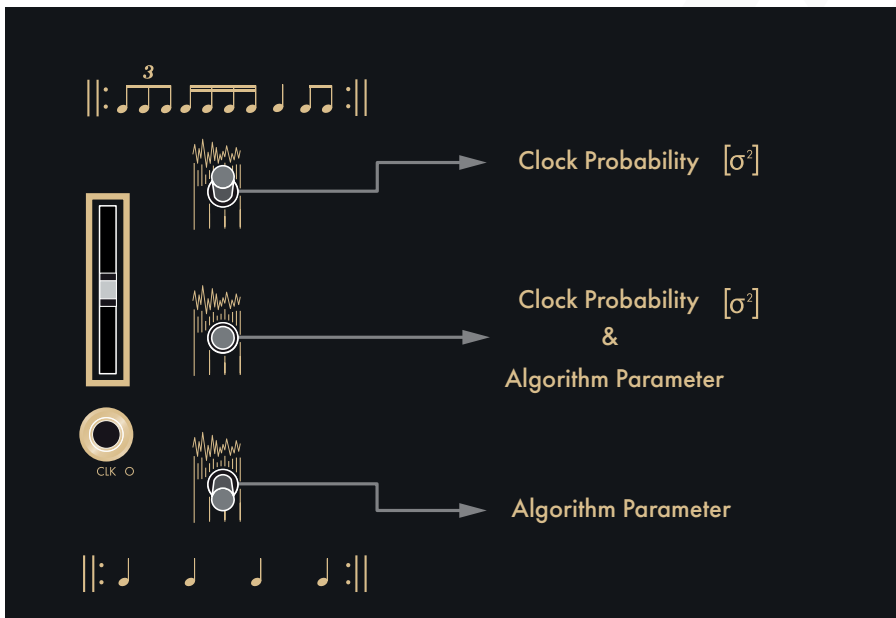 3
Clock Probability [σ²]
Clock Probability [σ²]
&
Algorithm Parameter
CLK O
Algorithm Parameter